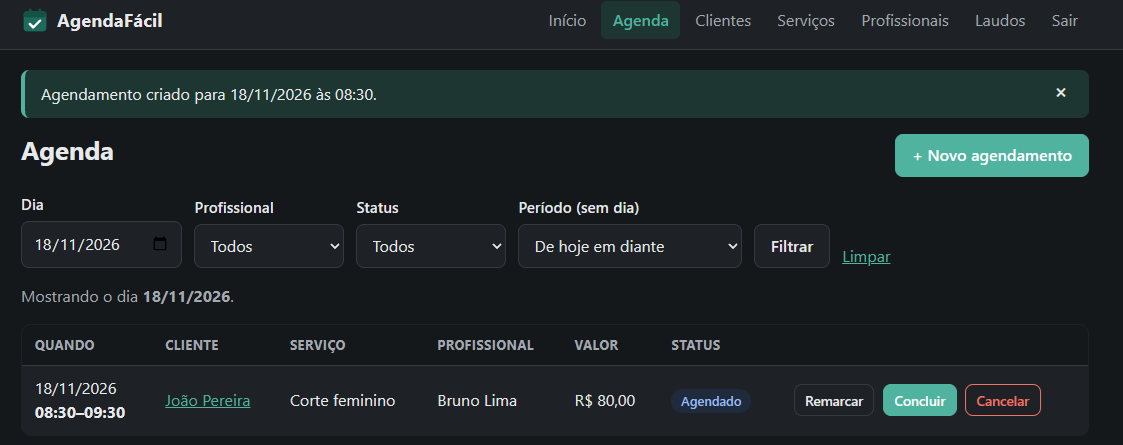 AgendaFácil Início Agenda Clientes Serviços Profissionais Laudos Sair
Agendamento criado para 18/11/2026 às 08:30. ×
Agenda + Novo agendamento
Dia Profissional Status Período (sem dia)
18/11/2026 Todos Todos De hoje em diante Filtrar Limpar
Mostrando o dia 18/11/2026.
QUANDO CLIENTE SERVIÇO PROFISSIONAL VALOR STATUS
18/11/2026
08:30–09:30 João Pereira Corte feminino Bruno Lima R$ 80,00 Agendado Remarcar Concluir Cancelar